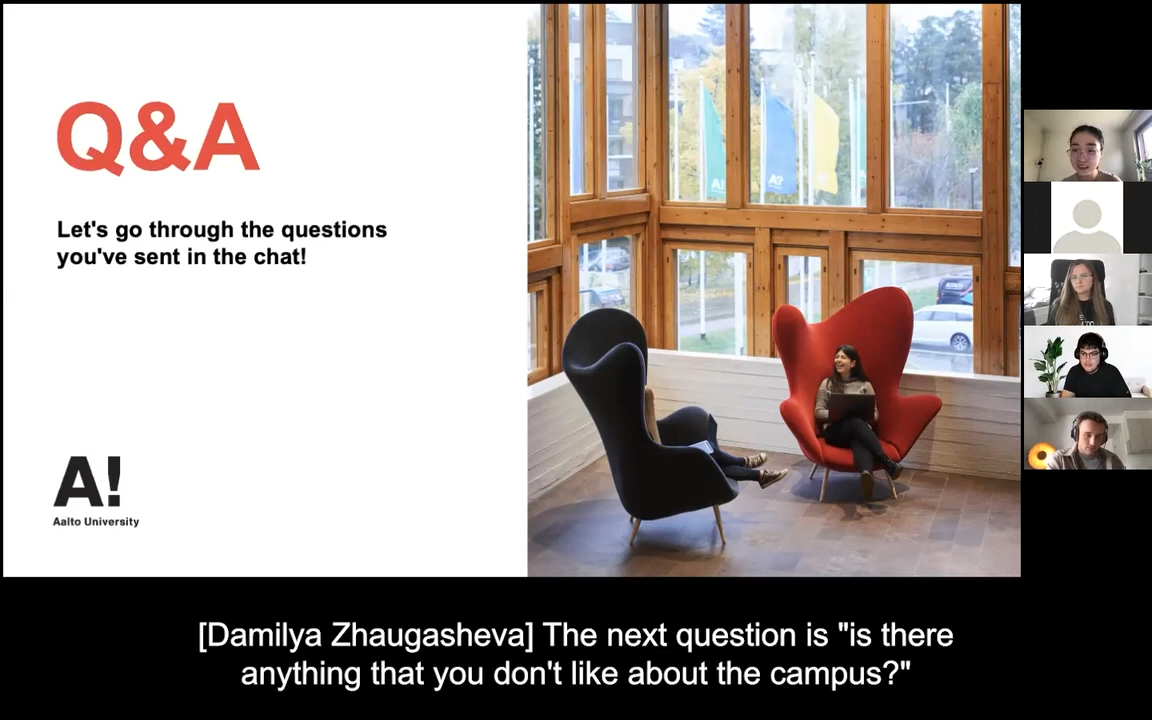 Q&A
Let's go through the questions
you've sent in the chat!
A!
Aalto University
A!
A?
[Damilya Zhaugasheva] The next question is "is there
anything that you don't like about the campus?"